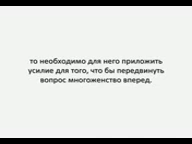 то необходимо для него приложить
усилие для того, что бы передвинуть
вопрос многоженство вперед.